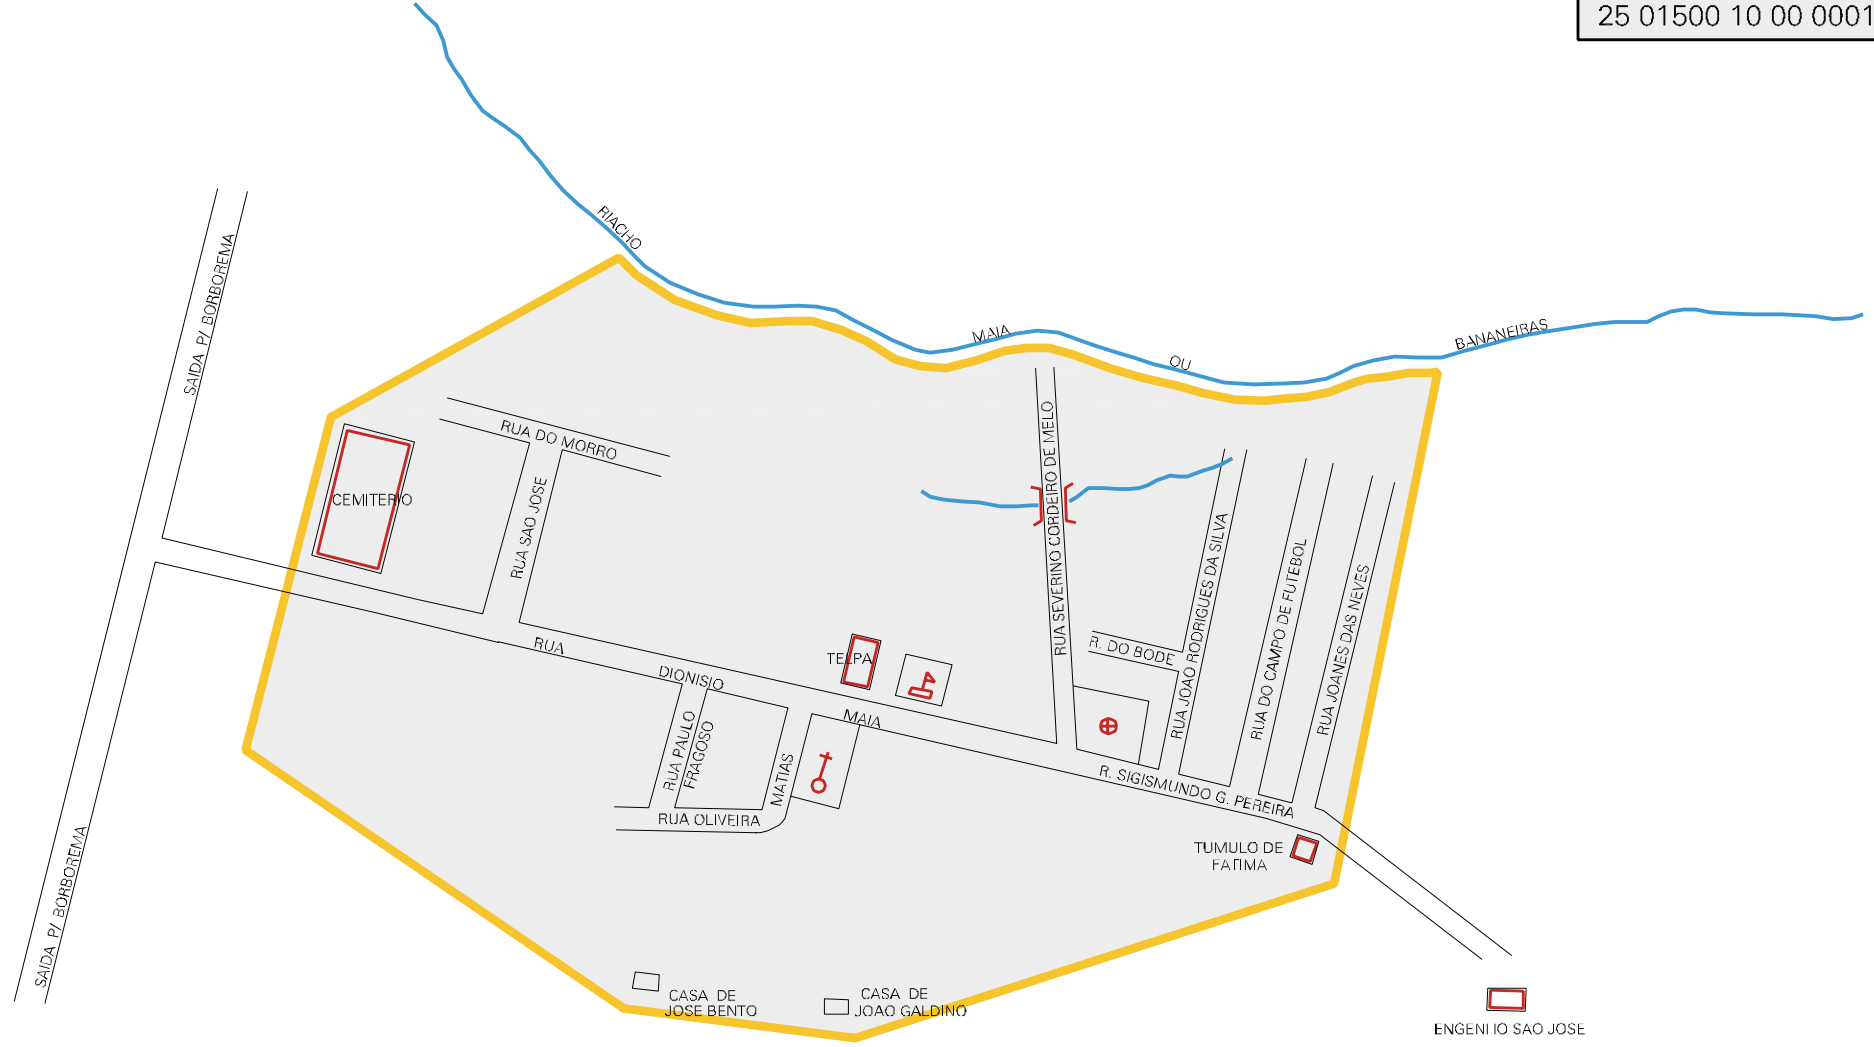 25 01500 10 00 0001
RIACHO
SAIDA P/ BORBOREMA
MAIA
OU
BANANEIRAS
RUA DO MORRO
CEMITERIO
RUA SAO JOSE
RUA SEVERINO CORDEIRO DE MELO
RUA JOAO RODRIGUES DA SILVA
RUA DO CAMPO DE FUTEBOL
RUA JOANES DAS NEVES
R. DO BODE
RUA
DIONISIO
MAIA
TELPA
RUA PAULO
FRAGOSO
MATIAS
RUA OLIVEIRA
R. SIGISMUNDO G. PEREIRA
TUMULO DE
FATIMA
SAIDA P/ BORBOREMA
CASA DE
JOSE BENTO
CASA DE
JOAO GALDINO
ENGENHO SAO JOSE